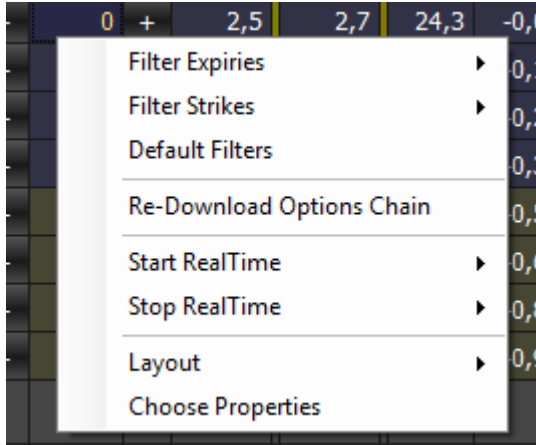 0 + 2,5 2,7 24,3 -0,0
Filter Expiries
Filter Strikes
Default Filters
Re-Download Options Chain
Start RealTime
Stop RealTime
Layout
Choose Properties